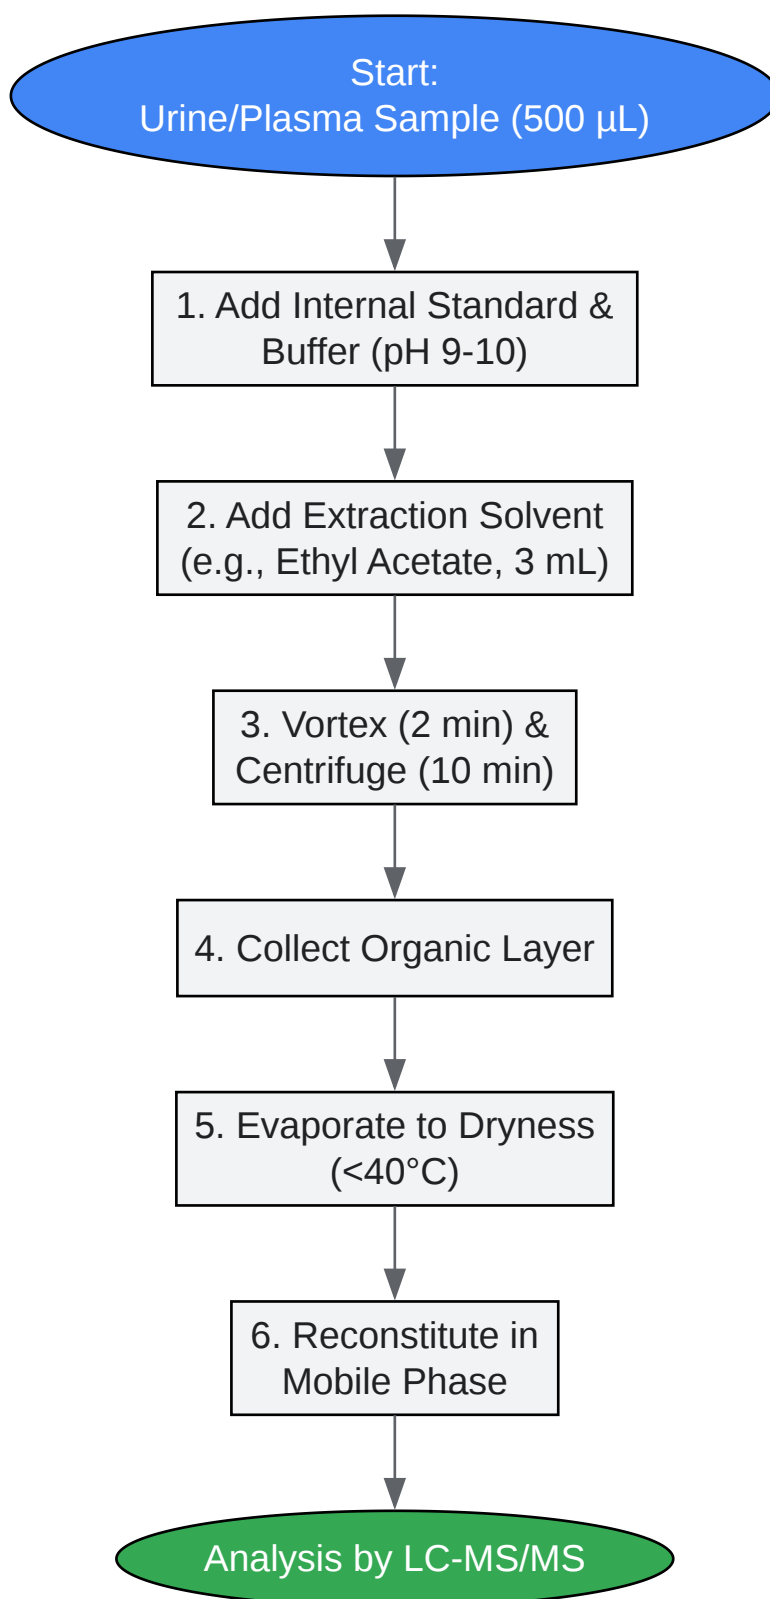 Start:
Urine/Plasma Sample (500 µL)
1. Add Internal Standard &
Buffer (pH 9-10)
2. Add Extraction Solvent
(e.g., Ethyl Acetate, 3 mL)
3. Vortex (2 min) &
Centrifuge (10 min)
4. Collect Organic Layer
5. Evaporate to Dryness
(<40°C)
6. Reconstitute in
Mobile Phase
Analysis by LC-MS/MS